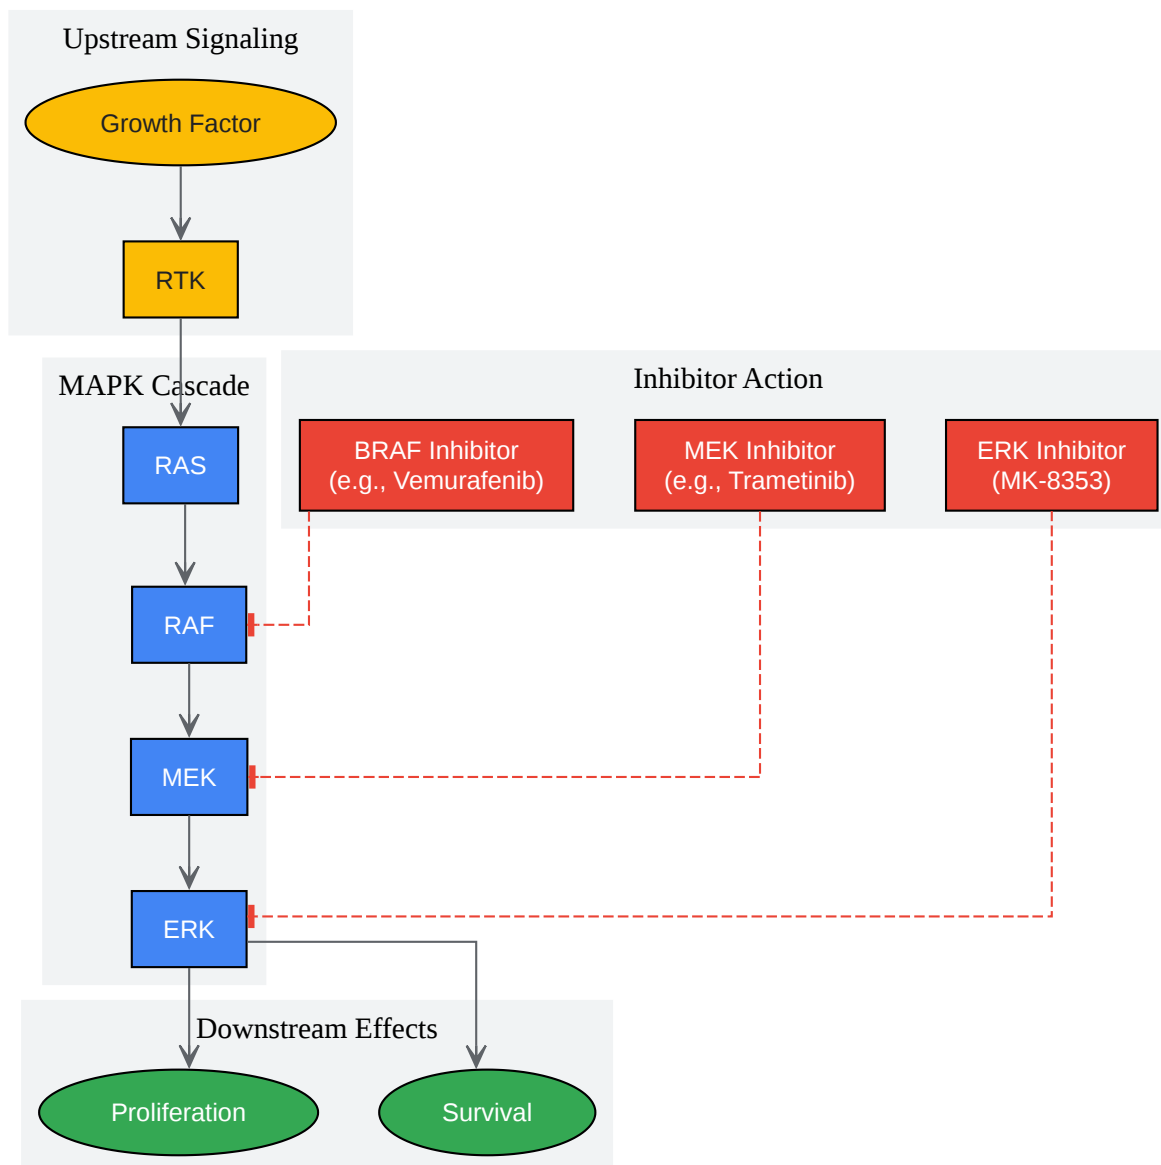 Upstream Signaling
Growth Factor
RTK
MAPK Cascade
Inhibitor Action
RAS
BRAF Inhibitor
(e.g., Vemurafenib)
MEK Inhibitor
(e.g., Trametinib)
ERK Inhibitor
(MK-8353)
RAF
MEK
ERK
Downstream Effects
Proliferation
Survival